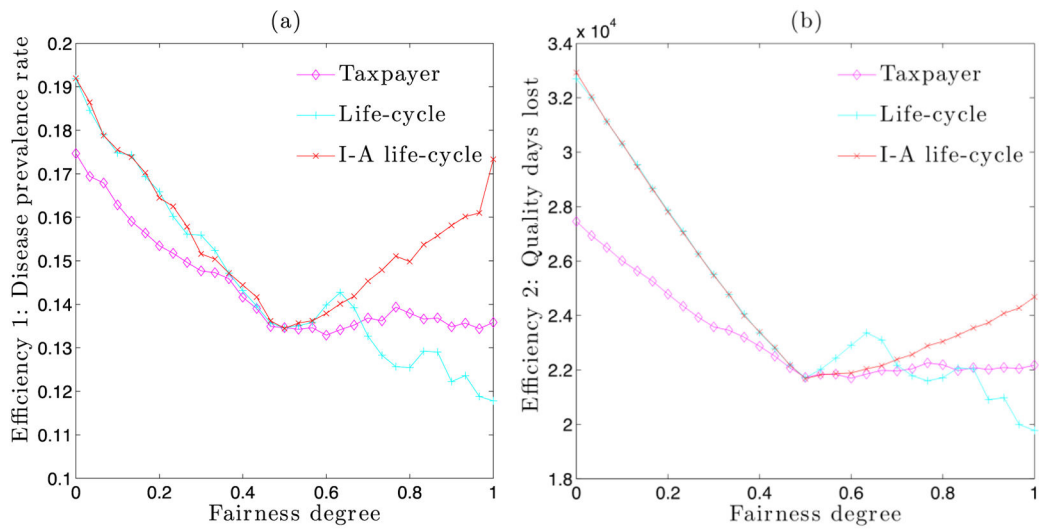 (a)
Efficiency 1: Disease prevalence rate
0.2
0.19
0.18
0.17
0.16
0.15
0.14
0.13
0.12
0.11
0.1
Taxpayer
Life-cycle
I-A life-cycle
0 0.2 0.4 0.6 0.8 1
Fairness degree
(b)
x 10⁴
Efficiency 2: Quality days lost
3.4
3.2
3
2.8
2.6
2.4
2.2
2
1.8
Taxpayer
Life-cycle
I-A life-cycle
0 0.2 0.4 0.6 0.8 1
Fairness degree